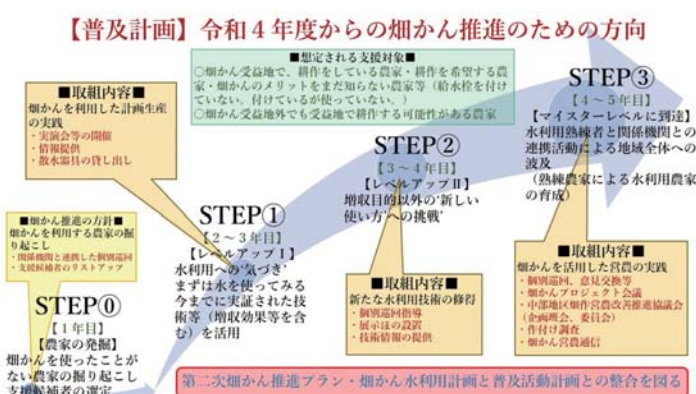 【普及計画】令和4年度からの畑かん推進のための方向
■想定される支援対象■
○畑かん受益地で、耕作をしている農家・耕作を希望する農
家・畑かんのメリットをまだ知らない農家等（給水栓を付け
ていない。付けているが使っていない。）
○畑かん受益地外でも受益地で耕作する可能性がある農家
■取組内容■
畑かんを利用した計画生産
の実践
・実演会等の開催
・情報提供
・散水器具の貸し出し
■畑かん推進の方針■
畑かんを利用する農家の掘
り起こし
・関係機関と連携した個別巡回
・支援候補者のリストアップ
STEP⓪
【1年目】
【農家の発掘】
畑かんを使ったことが
ない農家の掘り起こし
支援候補者の選定
STEP①
【2～3年目】
【レベルアップⅠ】
水利用への‘気づき’
まずは水を使ってみる
今までに実証された技
術等（増収効果等を含
む）を活用
STEP②
【3～4年目】
【レベルアップⅡ】
増収目的以外の‘新しい
使い方’への挑戦’
■取組内容■
新たな水利用技術の修得
・個別巡回指導
・展示ほの設置
・技術情報の提供
STEP③
【4～5年目】
【マイスターレベルに到達】
水利用熟練者と関係機関との
連携活動による地域全体への
波及
（熟練農家による水利用農家
の育成）
■取組内容■
畑かんを活用した営農の実践
・個別巡回、意見交換等
・畑かんプロジェクト会議
・中部地区畑作営農改善推進協議会
（企画班会、委員会）
・作付け調査
・畑かん営農通信
第二次畑かん推進プラン・畑かん水利用計画と普及活動計画との整合を図る